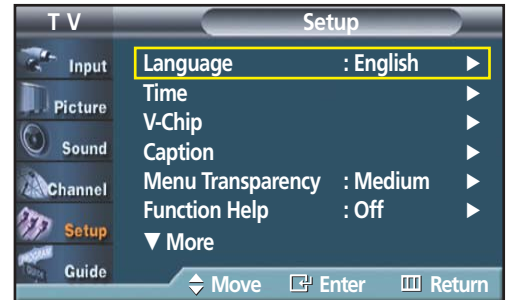 TV Setup
Input
Picture
Sound
Channel
Setup
Guide
Language : English ▶
Time ▶
V-Chip ▶
Caption ▶
Menu Transparency : Medium ▶
Function Help : Off ▶
▼ More
Move Enter Return